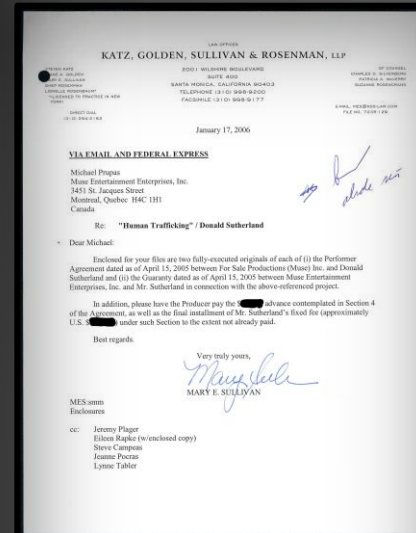 LAW OFFICES
KATZ, GOLDEN, SULLIVAN & ROSENMAN, LLP
2001 WILSHIRE BOULEVARD
SUITE 400
SANTA MONICA, CALIFORNIA 90403
TELEPHONE (310) 998-9200
FACSIMILE (310) 998-9177
OF COUNSEL
DIRECT DIAL
January 17, 2006
VIA EMAIL AND FEDERAL EXPRESS
Michael Prupas
Muse Entertainment Enterprises, Inc.
3451 St. Jacques Street
Montreal, Quebec H4C 1H1
Canada
Re: "Human Trafficking" / Donald Sutherland
Dear Michael:
Enclosed for your files are two fully-executed originals of each of (i) the Performer
Agreement dated as of April 15, 2005 between For Sale Productions (Muse) Inc. and Donald
Sutherland and (ii) the Guaranty dated as of April 15, 2005 between Muse Entertainment
Enterprises, Inc. and Mr. Sutherland in connection with the above-referenced project.
In addition, please have the Producer pay the $ advance contemplated in Section 4
of the Agreement, as well as the final installment of Mr. Sutherland's fixed fee (approximately
U.S. $ ) under such Section to the extent not already paid.
Best regards.
Very truly yours,
MARY E. SULLIVAN
MES:smm
Enclosures
cc: Jeremy Plager
Eileen Rapke (w/enclosed copy)
Steve Campeas
Jeanne Pocras
Lynne Tabler